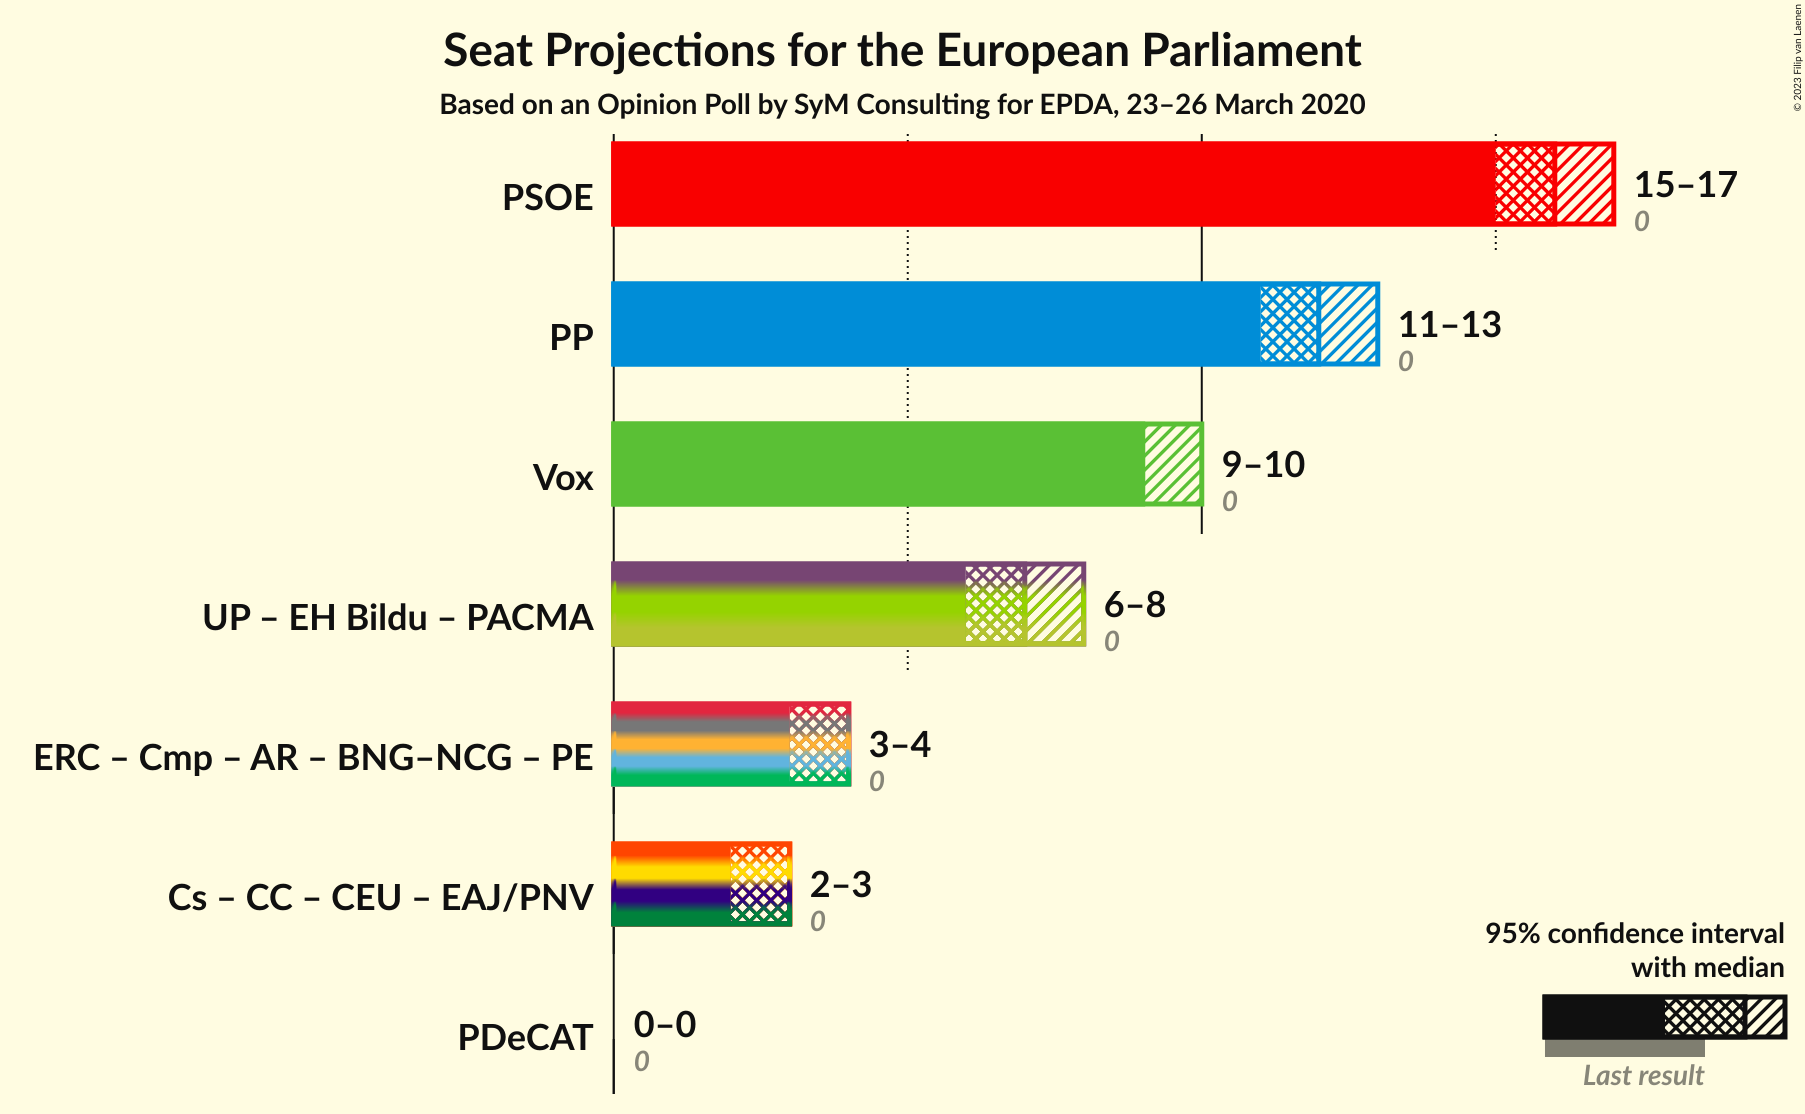 Seat Projections for the European Parliament
Based on an Opinion Poll by SyM Consulting for EPDA, 23–26 March 2020
© 2023 Filip van Laenen
PSOE
15–17
0
PP
11–13
0
Vox
9–10
0
UP – EH Bildu – PACMA
6–8
0
ERC – Cmp – AR – BNG–NCG – PE
3–4
0
Cs – CC – CEU – EAJ/PNV
2–3
0
PDeCAT
0–0
0
95% confidence interval
with median
Last result